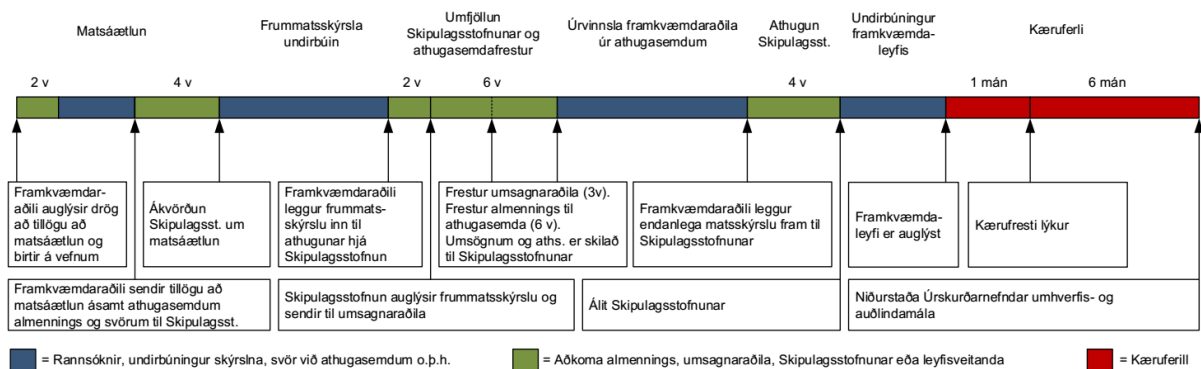 Matsáætlun
Frummatsskýrsla
undirbúin
Umfjöllun
Skipulagsstofnunar og
athugasemdafrestur
Úrvinnsla framkvæmdaraðila
úr athugasemdum
Athugun
Skipulagsst.
Undirbúningur
framkvæmda-
leyfis
Kæruferli
2 v
4 v
2 v
6 v
4 v
1 mán
6 mán
Framkvæmdar-
aðili auglýsir drög
að tillögu að
matsáætlun og
birtir á vefnum
Ákvörðun
Skipulagsst. um
matsáætlun
Framkvæmdaraðili
leggur frummats-
skýrslu inn til
athugunar hjá
Skipulagsstofnun
Frestur umsagnaraðila (3v).
Frestur almennings til
athugasemda (6 v).
Umsögnum og aths. er skilað
til Skipulagsstofnunar
Framkvæmdaraðili leggur
endanlega matsskýrslu fram til
Skipulagsstofnunar
Framkvæmda-
leyfi er auglýst
Kærufresti lýkur
Framkvæmdaraðili sendir tillögu að
matsáætlun ásamt athugasemdum
almennings og svörum til Skipulagsst.
Skipulagsstofnun auglýsir frummatsskýrslu og
sendir til umsagnaraðila
Álit Skipulagsstofnunar
Niðurstaða Úrskurðarnefndar umhverfis- og
auðlindamála
= Rannsóknir, undirbúningur skýrslna, svör við athugasemdum o.þ.h.
= Aðkoma almennings, umsagnaraðila, Skipulagsstofnunar eða leyfisveitanda
= Kæruferill